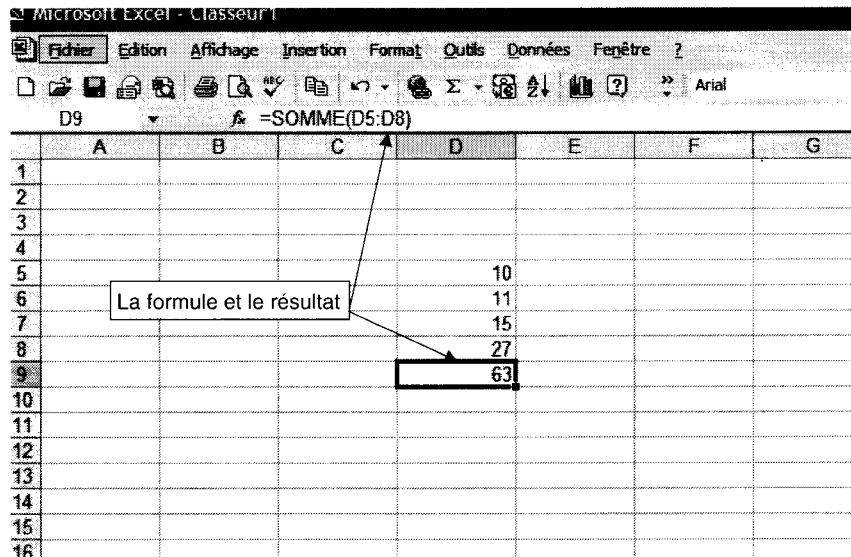 Microsoft Excel - Classeur1
Fichier Edition Affichage Insertion Format Outils Données Fenêtre ?
Arial
D9 fx =SOMME(D5:D8)
A B C D E F G
1
2
3
4
5 10
6 La formule et le résultat 11
7 15
8 27
9 63
10
11
12
13
14
15
16